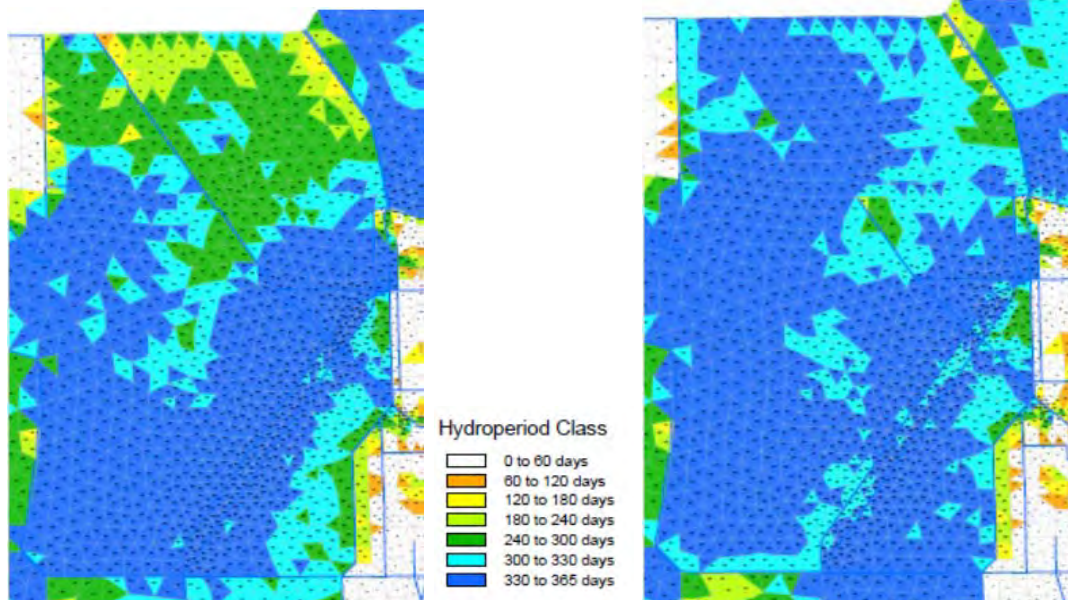 Hydroperiod Class
0 to 60 days
60 to 120 days
120 to 180 days
180 to 240 days
240 to 300 days
300 to 330 days
330 to 365 days